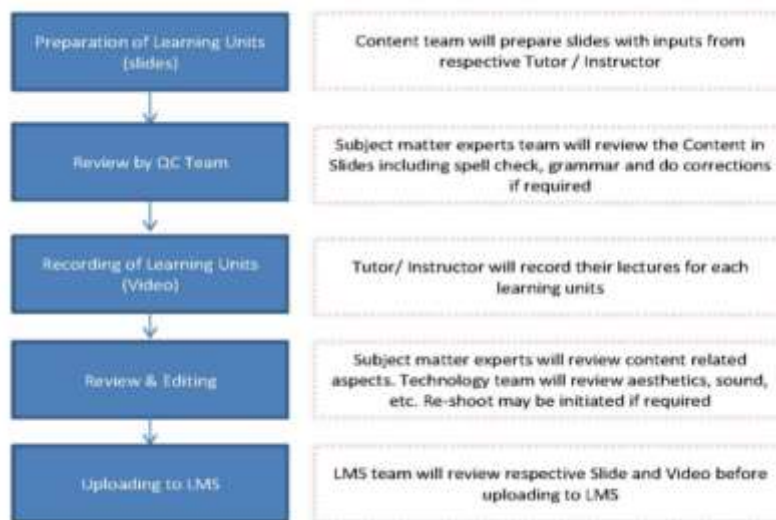 Preparation of Learning Units
(slides)
Content team will prepare slides with inputs from
respective Tutor / Instructor
Review by QC Team
Subject matter experts team will review the Content in
Slides including spell check, grammar and do corrections
if required
Recording of Learning Units
(Video)
Tutor/ Instructor will record their lectures for each
learning units
Review & Editing
Subject matter experts will review content related
aspects. Technology team will review aesthetics, sound,
etc. Re-shoot may be initiated if required
Uploading to LMS
LMS team will review respective Slide and Video before
uploading to LMS